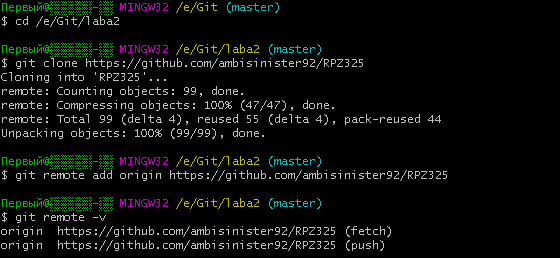 Первый@ MINGW32 /e/Git (master)
$ cd /e/Git/laba2
Первый@ MINGW32 /e/Git/laba2 (master)
$ git clone https://github.com/ambisinister92/RPZ325
Cloning into 'RPZ325'...
remote: Counting objects: 99, done.
remote: Compressing objects: 100% (47/47), done.
remote: Total 99 (delta 4), reused 55 (delta 4), pack-reused 44
Unpacking objects: 100% (99/99), done.
Первый@ MINGW32 /e/Git/laba2 (master)
$ git remote add origin https://github.com/ambisinister92/RPZ325
Первый@ MINGW32 /e/Git/laba2 (master)
$ git remote -v
origin  https://github.com/ambisinister92/RPZ325 (fetch)
origin  https://github.com/ambisinister92/RPZ325 (push)